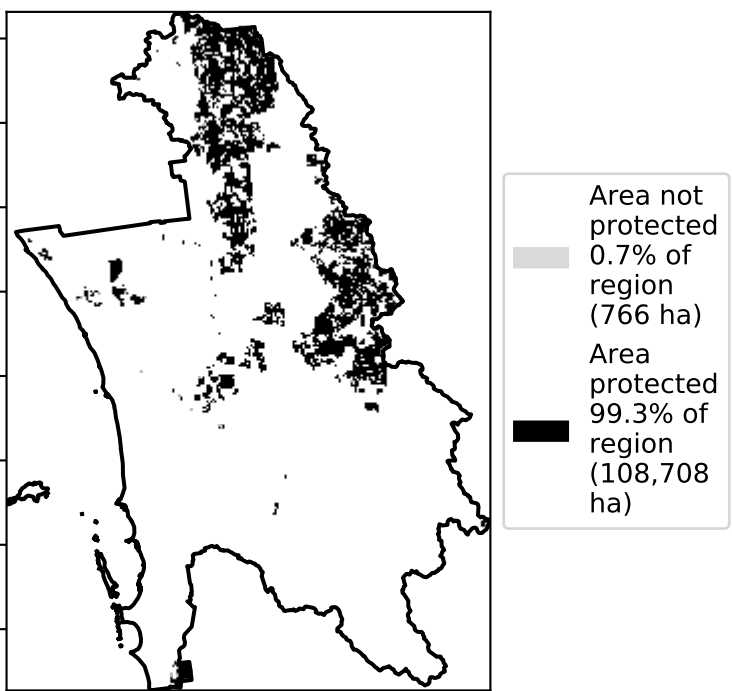 Area not
protected
0.7% of
region
(766 ha)
Area
protected
99.3% of
region
(108,708
ha)